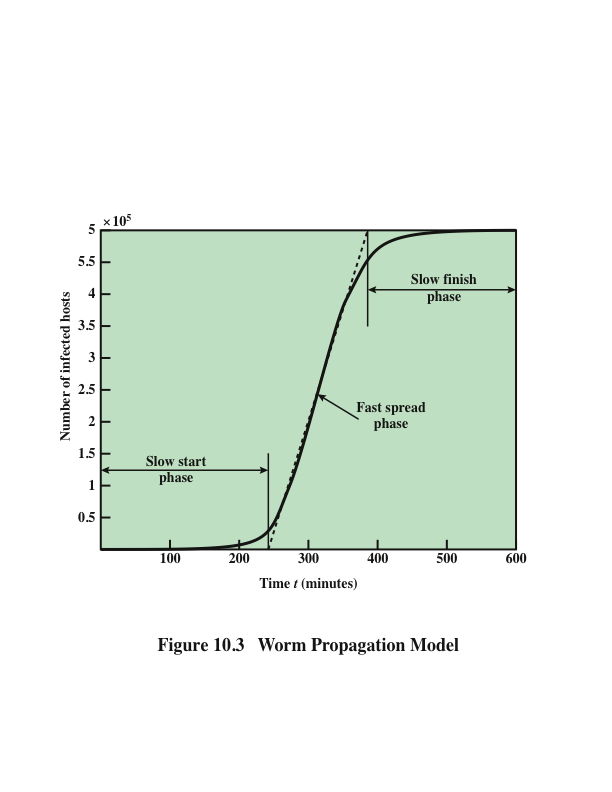 ×10⁵
5
5.5
4
3.5
3
2.5
2
1.5
1
0.5
Number of infected hosts
Slow finish
phase
Fast spread
phase
Slow start
phase
100 200 300 400 500 600
Time t (minutes)
Figure 10.3 Worm Propagation Model